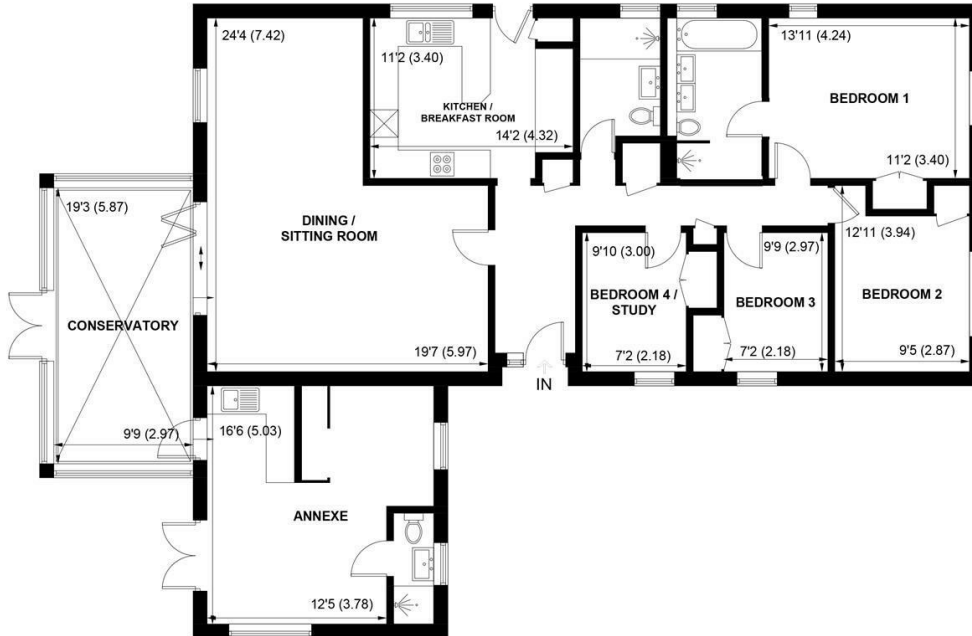 24'4 (7.42)
11'2 (3.40)
KITCHEN /
BREAKFAST ROOM
14'2 (4.32)
13'11 (4.24)
BEDROOM 1
11'2 (3.40)
19'3 (5.87)
DINING /
SITTING ROOM
12'11 (3.94)
9'10 (3.00)
9'9 (2.97)
BEDROOM 4 /
STUDY
BEDROOM 3
BEDROOM 2
CONSERVATORY
19'7 (5.97)
7'2 (2.18)
7'2 (2.18)
9'5 (2.87)
IN
9'9 (2.97)
16'6 (5.03)
ANNEXE
12'5 (3.78)